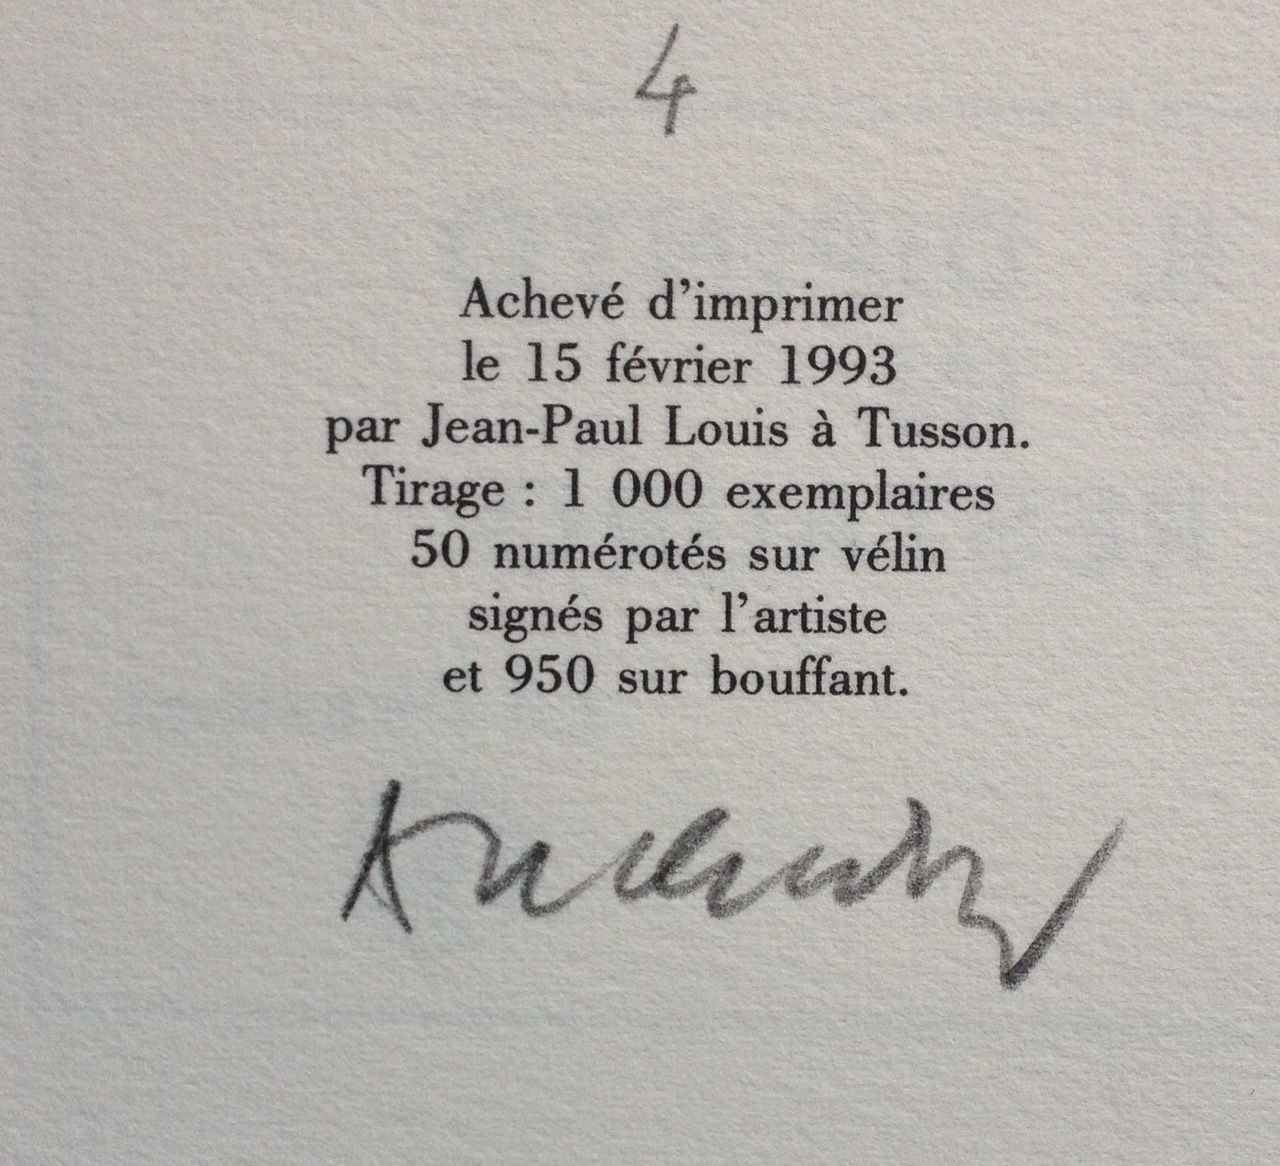 4
Achevé d'imprimer
le 15 février 1993
par Jean-Paul Louis à Tusson.
Tirage : 1 000 exemplaires
50 numérotés sur vélin
signés par l'artiste
et 950 sur bouffant.